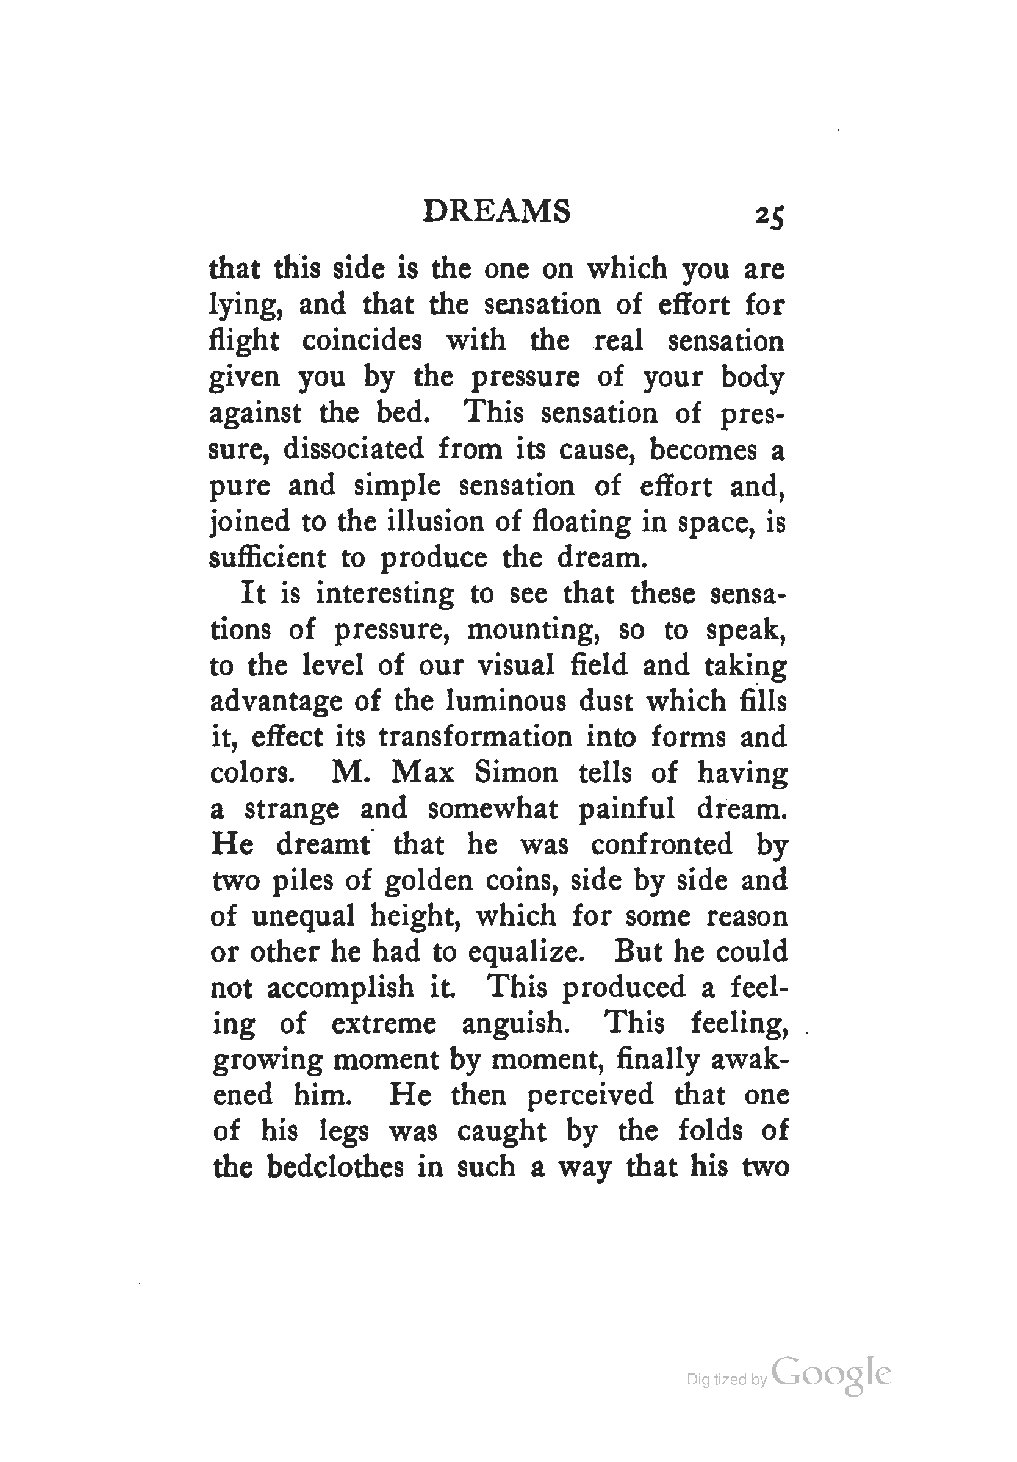 DREAMS 25
that this side is the one on which you are
lying, and that the sensation of effort for
flight coincides with the real sensation
given you by the pressure of your body
against the bed. This sensation of pres-
sure, dissociated from its cause, becomes a
pure and simple sensation of effort and,
joined to the illusion of floating in space, is
sufficient to produce the dream.
It is interesting to see that these sensa-
tions of pressure, mounting, so to speak,
to the level of our visual field and taking
advantage of the luminous dust which fills
it, effect its transformation into forms and
colors. M. Max Simon tells of having
a strange and somewhat painful dream.
He dreamt that he was confronted by
two piles of golden coins, side by side and
of unequal height, which for some reason
or other he had to equalize. But he could
not accomplish it. This produced a feel-
ing of extreme anguish. This feeling,
growing moment by moment, finally awak-
ened him. He then perceived that one
of his legs was caught by the folds of
the bedclothes in such a way that his two
Digitized by Google